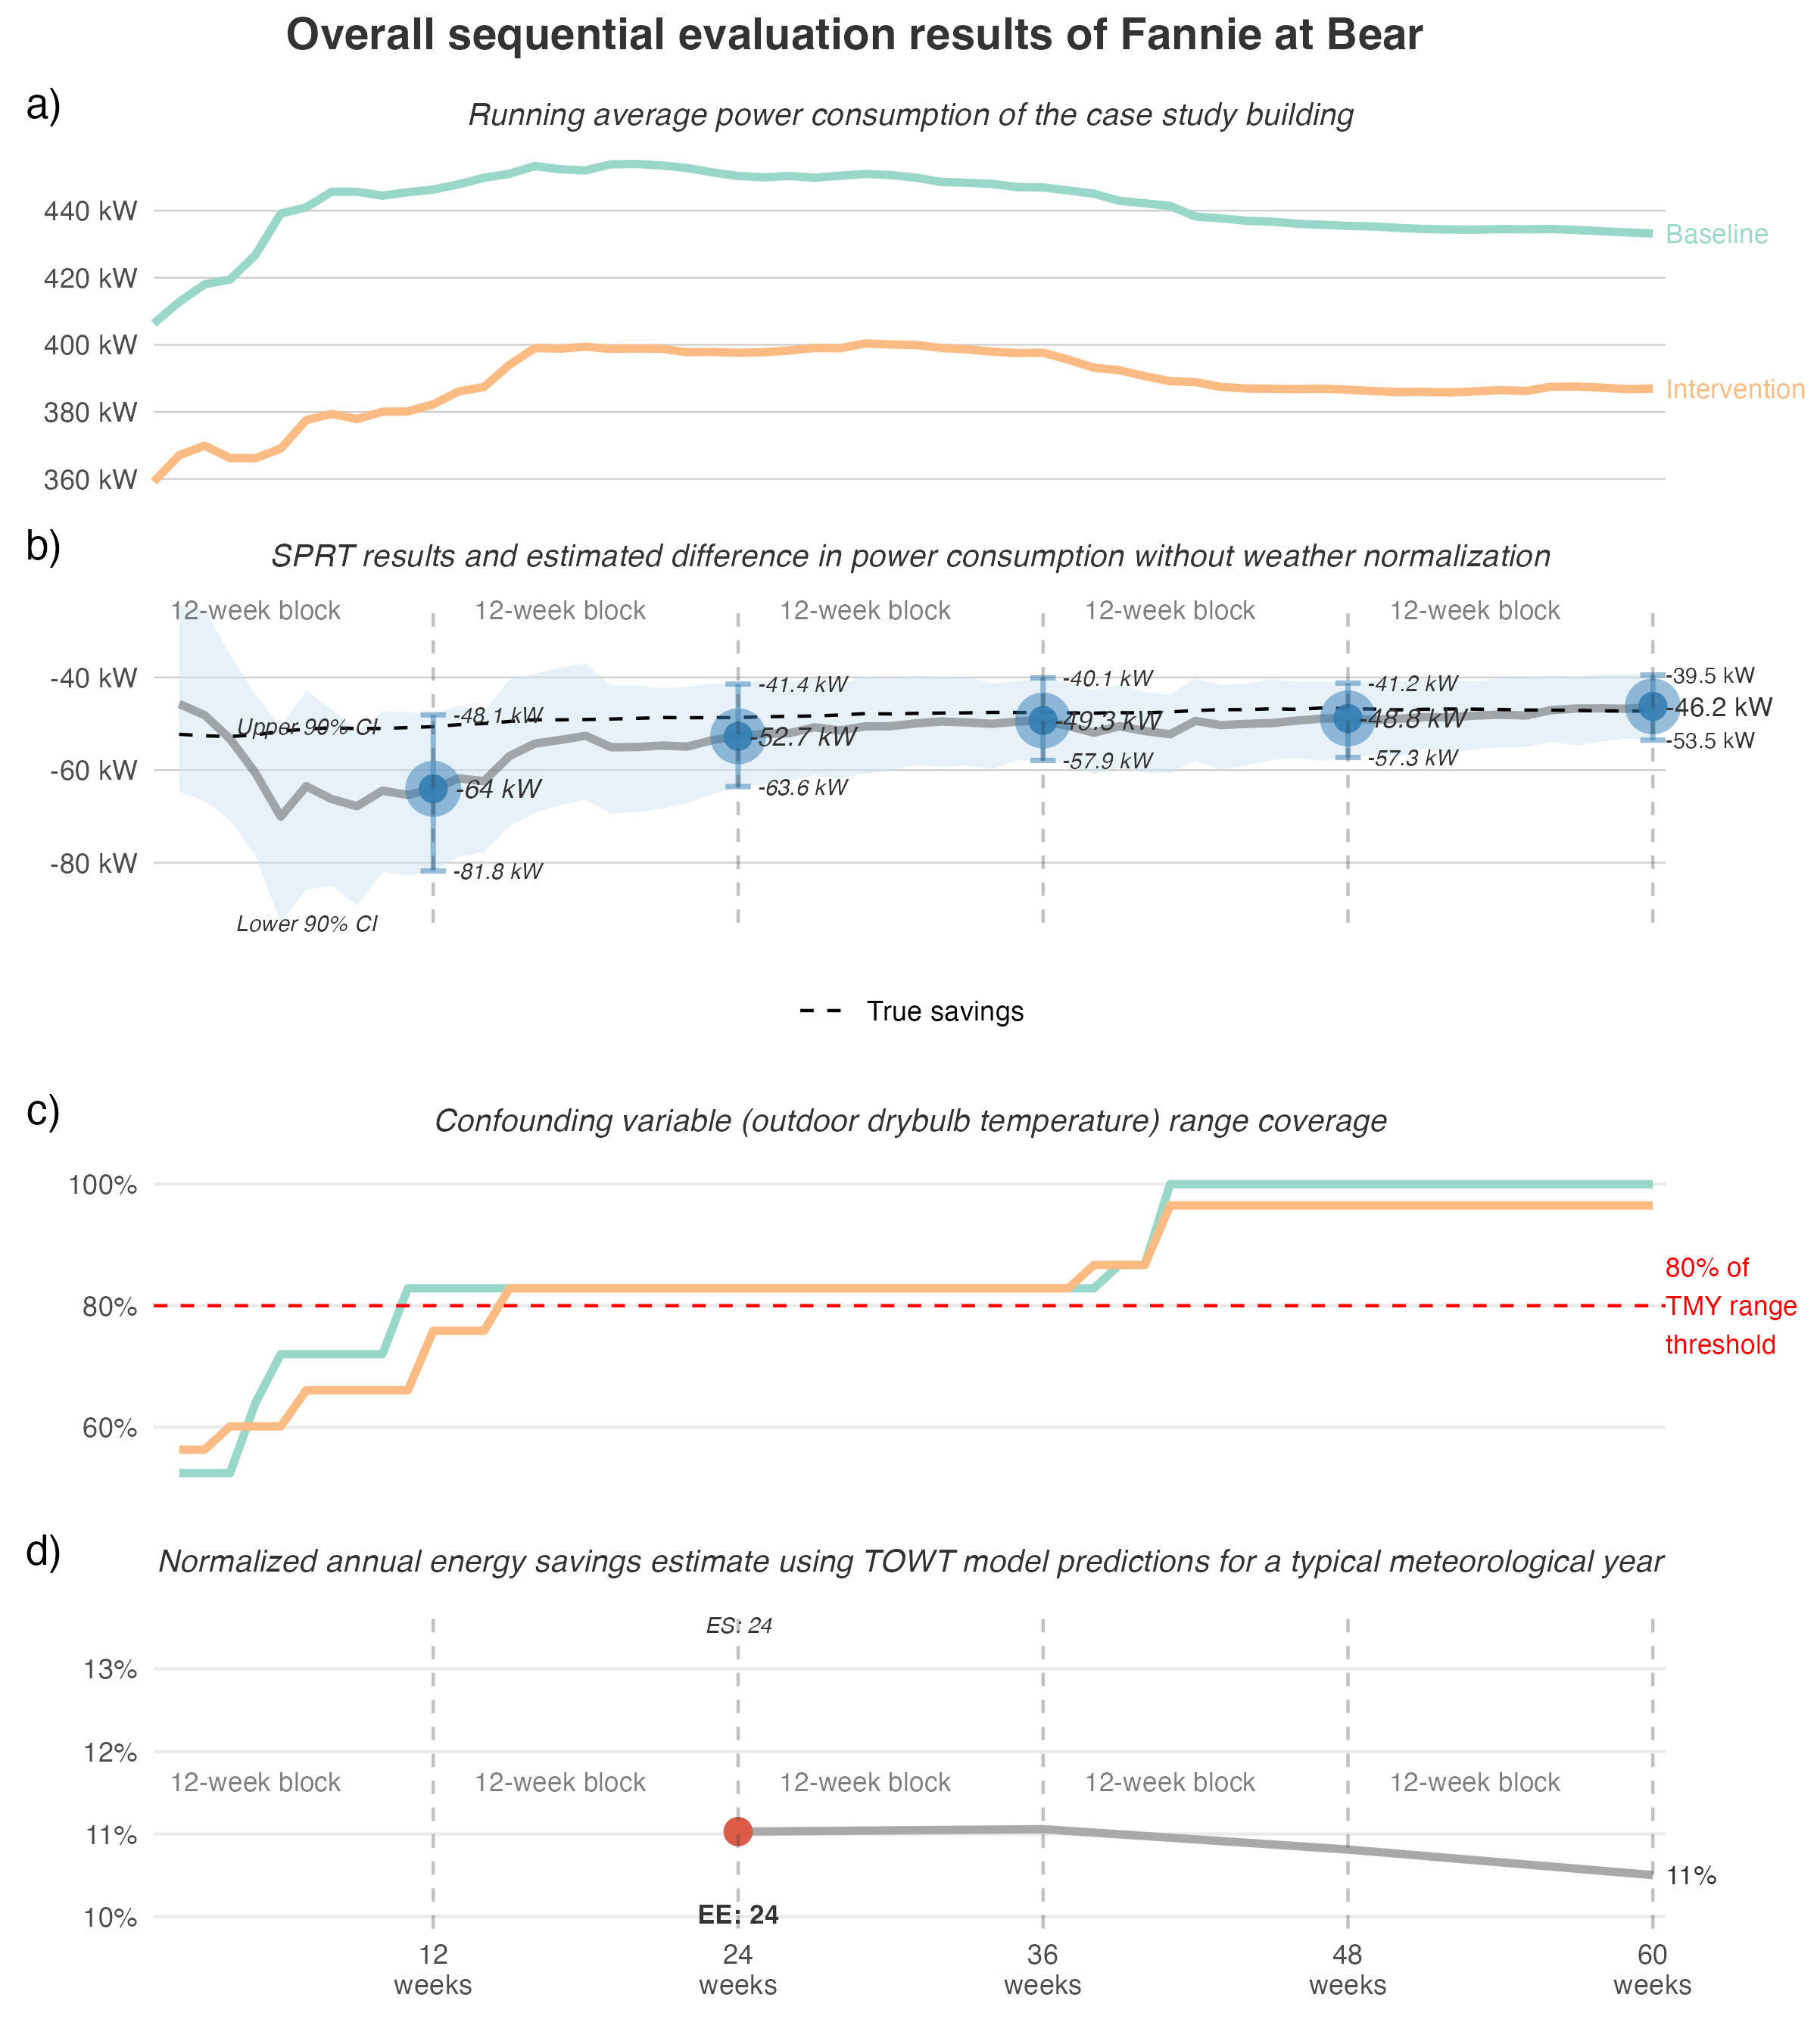 Overall sequential evaluation results of Fannie at Bear
a)
Running average power consumption of the case study building
440 kW
420 kW
400 kW
380 kW
360 kW
Baseline
Intervention
b)
SPRT results and estimated difference in power consumption without weather normalization
12-week block 12-week block 12-week block 12-week block 12-week block
-40 kW
-60 kW
-80 kW
Upper 90% CI
Lower 90% CI
-48.1 kW
-64 kW
-81.8 kW
-41.4 kW
-52.7 kW
-63.6 kW
-40.1 kW
-49.3 kW
-57.9 kW
-41.2 kW
-48.8 kW
-57.3 kW
-39.5 kW
-46.2 kW
-53.5 kW
True savings
c)
Confounding variable (outdoor drybulb temperature) range coverage
100%
80%
60%
80% of
TMY range
threshold
d)
Normalized annual energy savings estimate using TOWT model predictions for a typical meteorological year
ES: 24
13%
12%
12-week block 12-week block 12-week block 12-week block 12-week block
11%
11%
EE: 24
10%
12 24 36 48 60
weeks weeks weeks weeks weeks